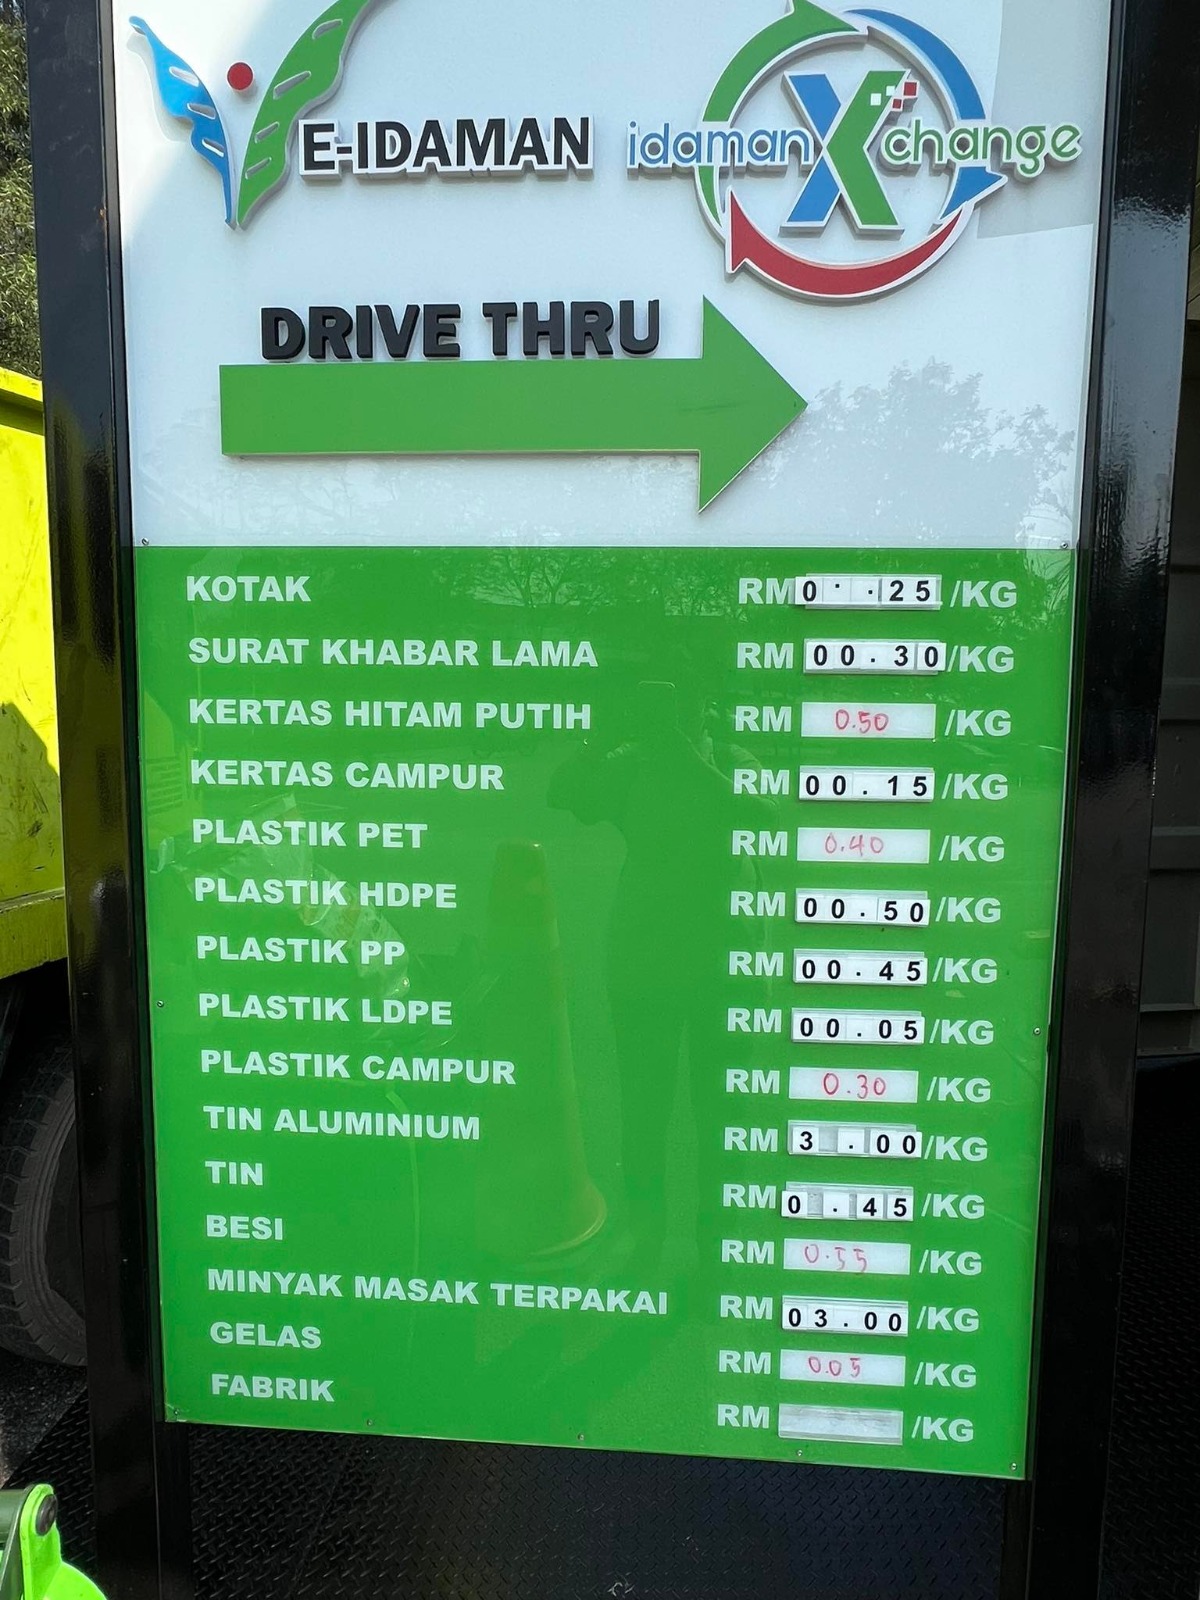 E-IDAMAN
idamanXchange
DRIVE THRU
KOTAK RM 0 .25 /KG
SURAT KHABAR LAMA RM 00.30 /KG
KERTAS HITAM PUTIH RM 0.50 /KG
KERTAS CAMPUR RM 00.15 /KG
PLASTIK PET RM 0.40 /KG
PLASTIK HDPE RM 00.50 /KG
PLASTIK PP RM 00.45 /KG
PLASTIK LDPE RM 00.05 /KG
PLASTIK CAMPUR RM 0.30 /KG
TIN ALUMINIUM RM 3 .00 /KG
TIN RM 0 .45 /KG
BESI RM 0.55 /KG
MINYAK MASAK TERPAKAI RM 03.00 /KG
GELAS RM 0.05 /KG
FABRIK RM /KG